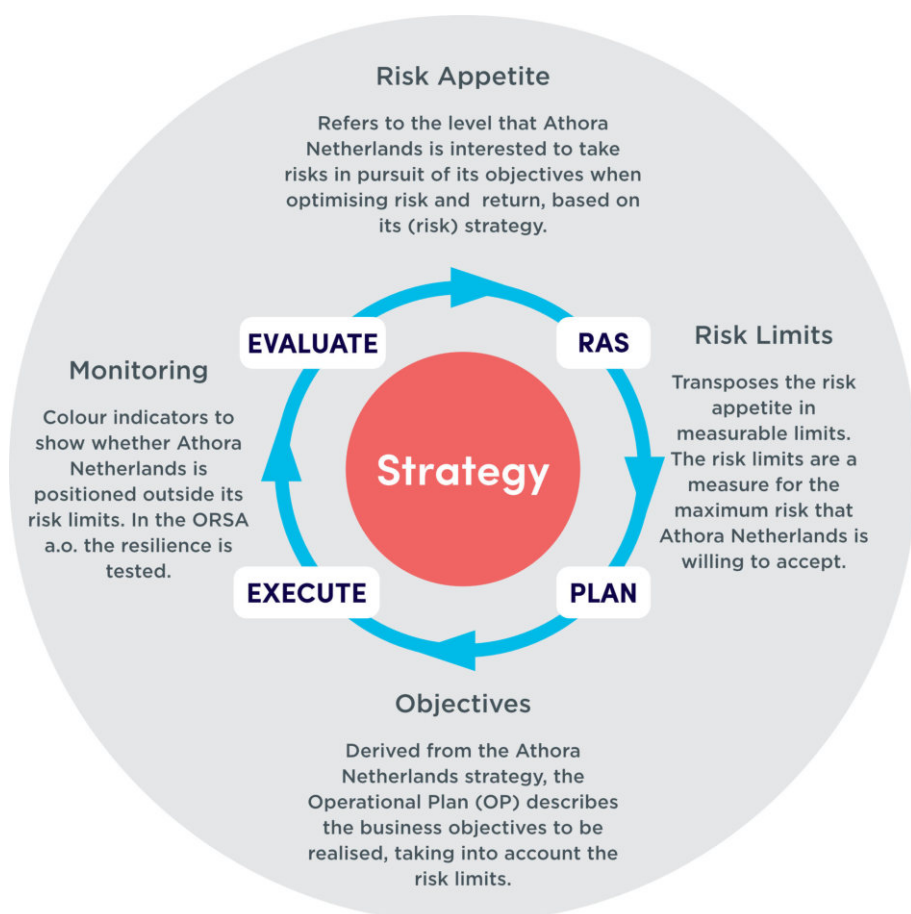 Risk Appetite
Refers to the level that Athora
Netherlands is interested to take
risks in pursuit of its objectives when
optimising risk and return, based on
its (risk) strategy.
EVALUATE
RAS
Risk Limits
Transposes the risk
appetite in
measurable limits.
The risk limits are a
measure for the
maximum risk that
Athora Netherlands is
willing to accept.
Monitoring
Colour indicators to
show whether Athora
Netherlands is
positioned outside its
risk limits. In the ORSA
a.o. the resilience is
tested.
Strategy
EXECUTE
PLAN
Objectives
Derived from the Athora
Netherlands strategy, the
Operational Plan (OP) describes
the business objectives to be
realised, taking into account the
risk limits.